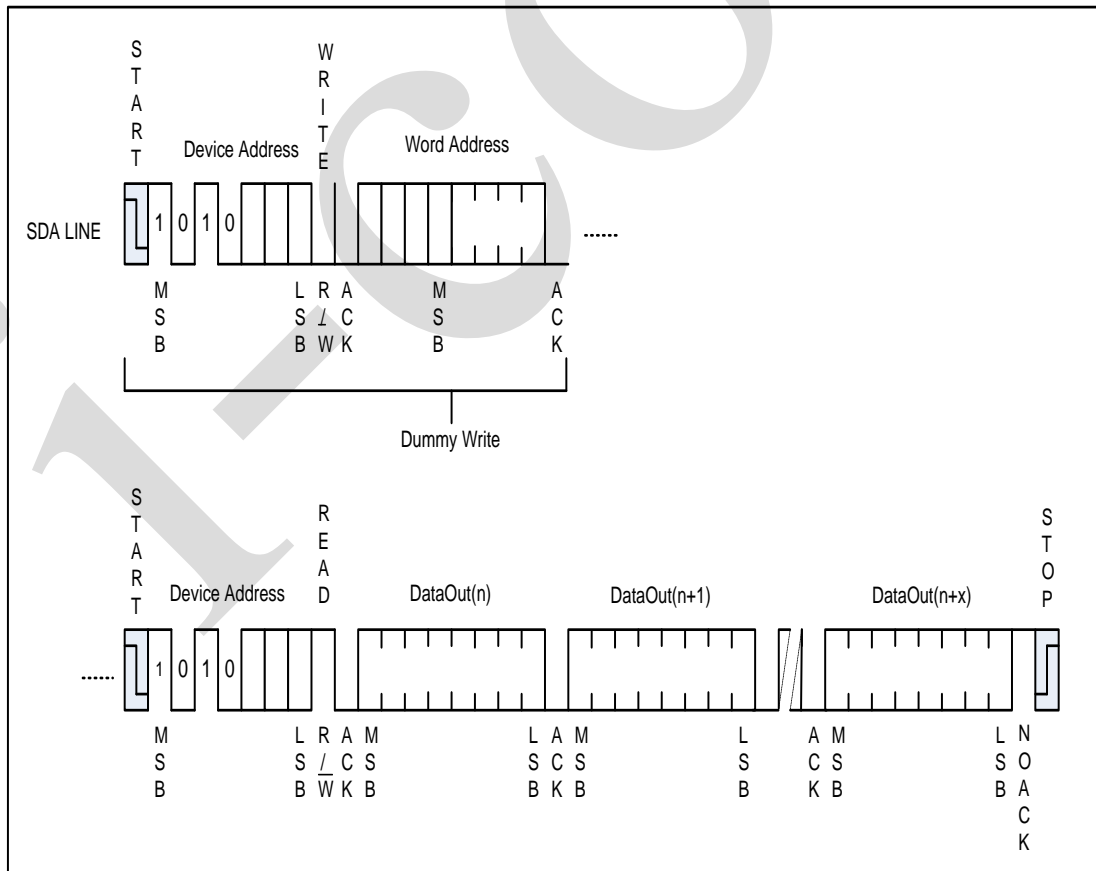 START
WRITE
Device Address
Word Address
SDA LINE
1 0 1 0
......
MSB
LSB
R/W
ACK
MSB
ACK
Dummy Write
START
READ
STOP
Device Address
DataOut(n)
DataOut(n+1)
DataOut(n+x)
......
1 0 1 0
MSB
LSB
R/W
ACK
MSB
LSB
ACK
MSB
LSB
ACK
MSB
LSB
NOACK